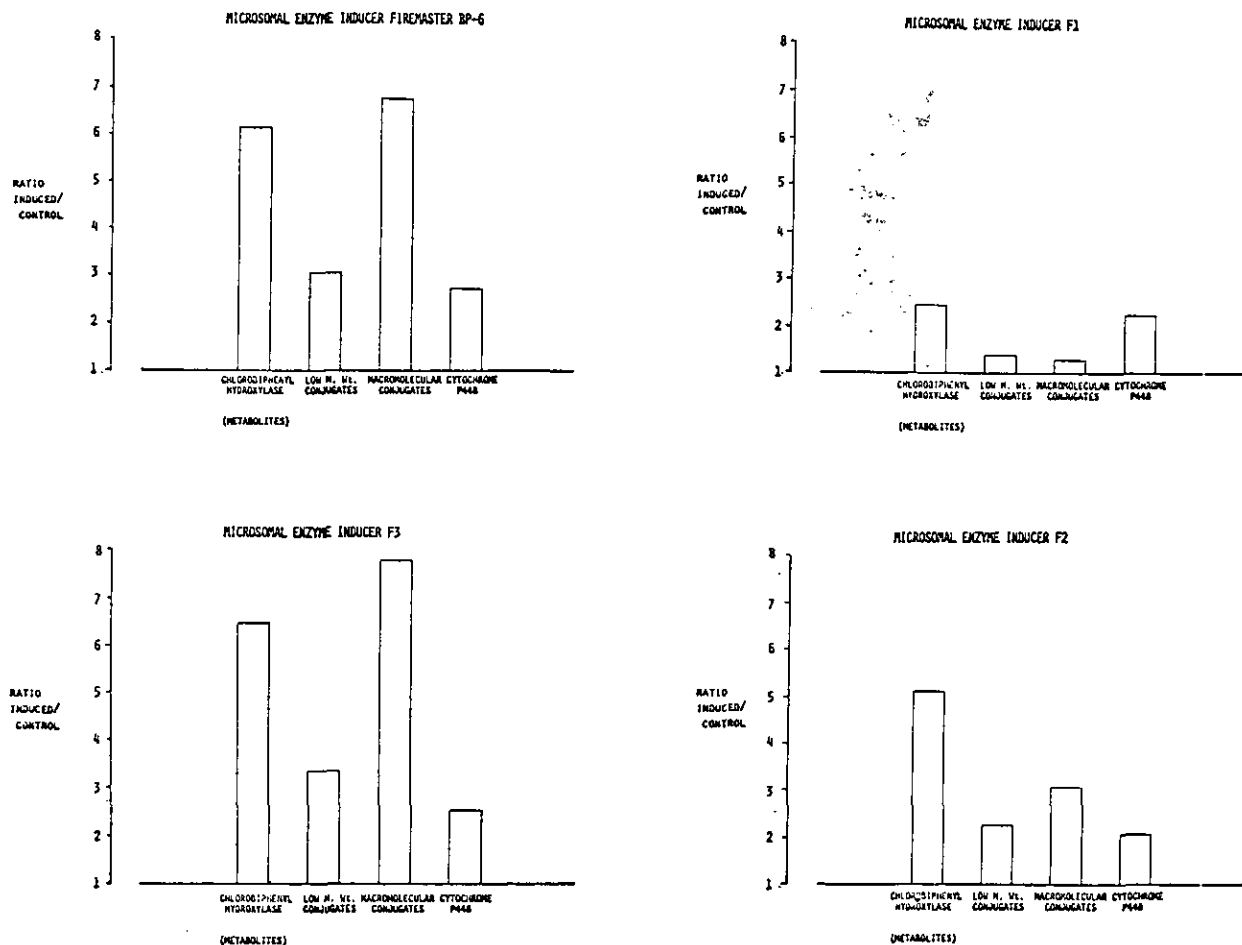 MICROSOMAL ENZYME INDUCER FIREMASTER BP-6
8
7
6
5
4
3
2
1
RATIO
INDUCED/
CONTROL
CHLOROBIPHENYL
HYDROXYLASE
LOW M. Wt.
CONJUGATES
MACROMOLECULAR
CONJUGATES
CYTOCHROME
P448
(METABOLITES)
MICROSOMAL ENZYME INDUCER F1
8
7
6
5
4
3
2
1
RATIO
INDUCED/
CONTROL
CHLOROBIPHENYL
HYDROXYLASE
LOW M. Wt.
CONJUGATES
MACROMOLECULAR
CONJUGATES
CYTOCHROME
P448
(METABOLITES)
MICROSOMAL ENZYME INDUCER F3
8
7
6
5
4
3
2
1
RATIO
INDUCED/
CONTROL
CHLOROBIPHENYL
HYDROXYLASE
LOW M. Wt.
CONJUGATES
MACROMOLECULAR
CONJUGATES
CYTOCHROME
P448
(METABOLITES)
MICROSOMAL ENZYME INDUCER F2
8
7
6
5
4
3
2
1
RATIO
INDUCED/
CONTROL
CHLOROBIPHENYL
HYDROXYLASE
LOW M. Wt.
CONJUGATES
MACROMOLECULAR
CONJUGATES
CYTOCHROME
P448
(METABOLITES)